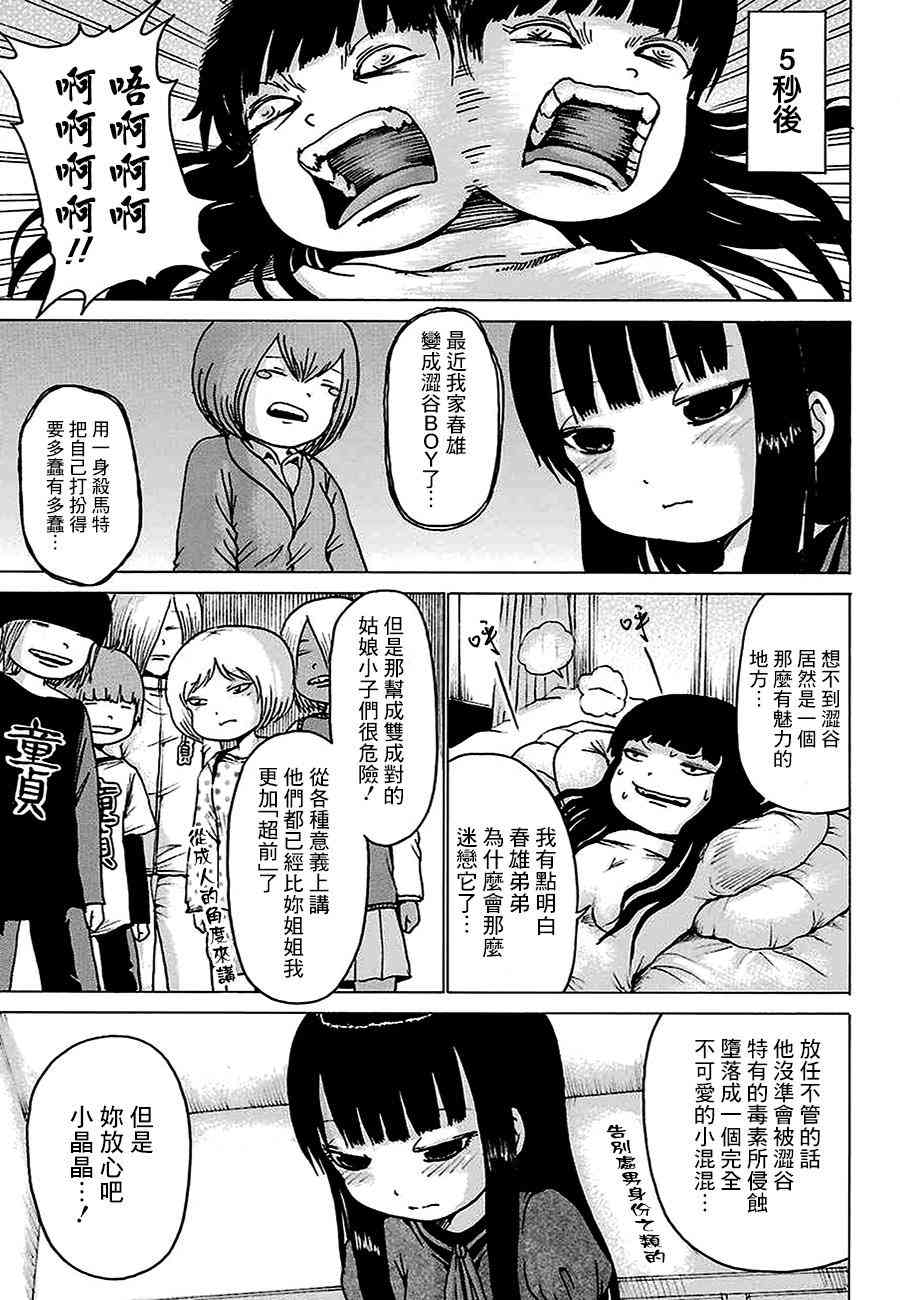 5秒後
唔啊啊啊
啊啊啊啊!!
最近我家春雄
變成澀谷BOY了…
用一身殺馬特
把自己打扮得
要多蠢有多蠢…
想不到澀谷
居然是一個
那麼有魅力的
地方…
呼
呼
我有點明白
春雄弟弟
為什麼會那麼
迷戀它了…
但是那幫成雙成對的
姑娘小子們很危險!
從各種意義上講
他們都已經比妳姐姐我
更加「超前」了
從成人的角度來講
童貞
童貞
貞
放任不管的話
他沒準會被澀谷
特有的毒素所侵蝕
墮落成一個完全
不可愛的小混混…
告別處男身份之類的
但是
妳放心吧
小晶晶…!